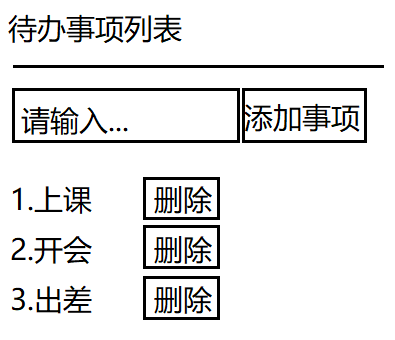 待办事项列表
请输入... 添加事项
1.上课 删除
2.开会 删除
3.出差 删除